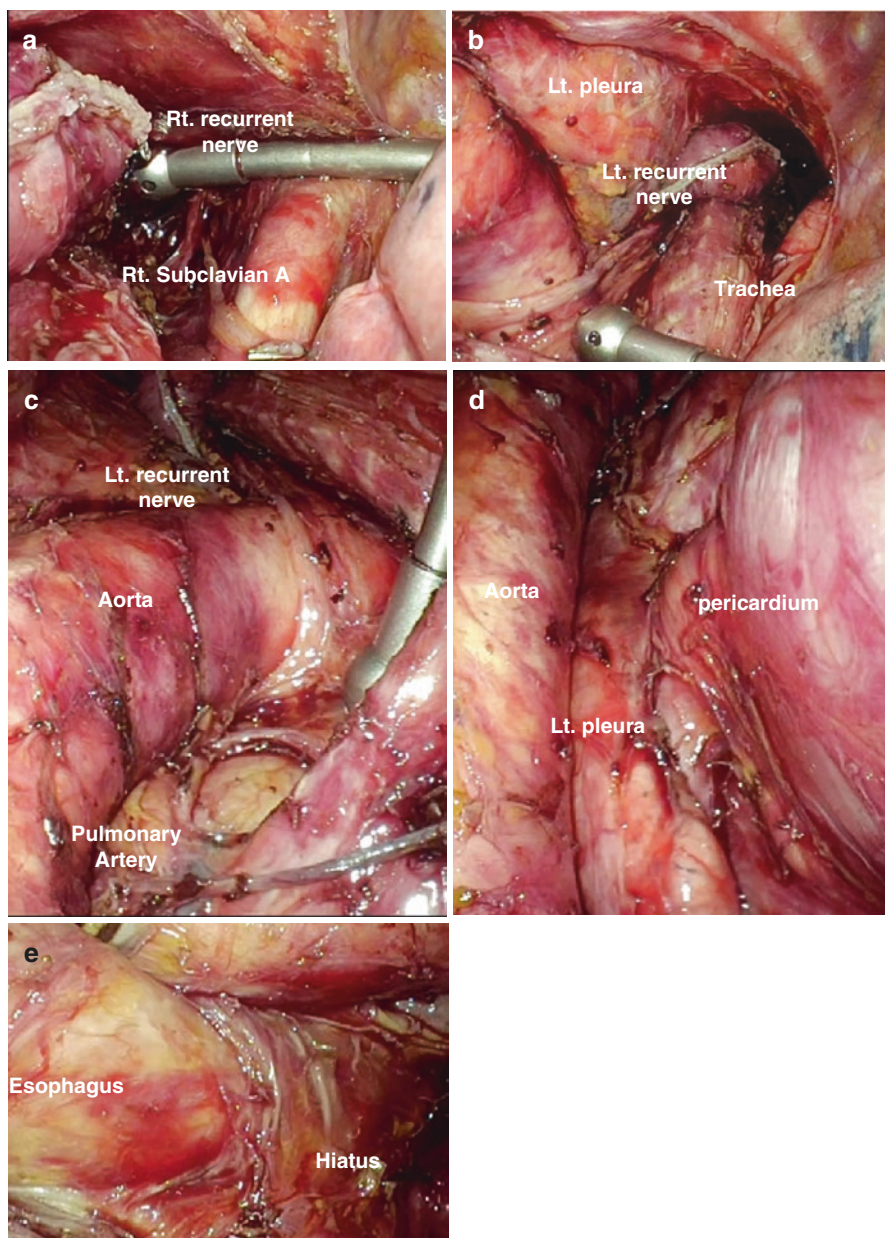 a
Rt. recurrent
nerve
Rt. Subclavian A
b
Lt. pleura
Lt. recurrent
nerve
Trachea
c
Lt. recurrent
nerve
Aorta
Pulmonary
Artery
d
Aorta
pericardium
Lt. pleura
e
Esophagus
Hiatus